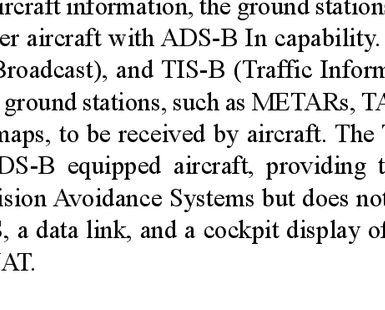 ircraft information, the ground stations
er aircraft with ADS-B In capability.
Broadcast), and TIS-B (Traffic Inform
ground stations, such as METARs, TA
maps, to be received by aircraft. The T
DS-B equipped aircraft, providing t
ision Avoidance Systems but does not
S, a data link, and a cockpit display of
AT.